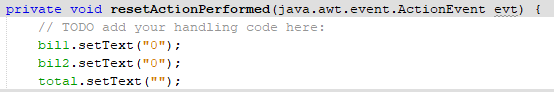 private void resetActionPerformed(java.awt.event.ActionEvent evt) {
// TODO add your handling code here:
bil1.setText("0");
bil2.setText("0");
total.setText("");